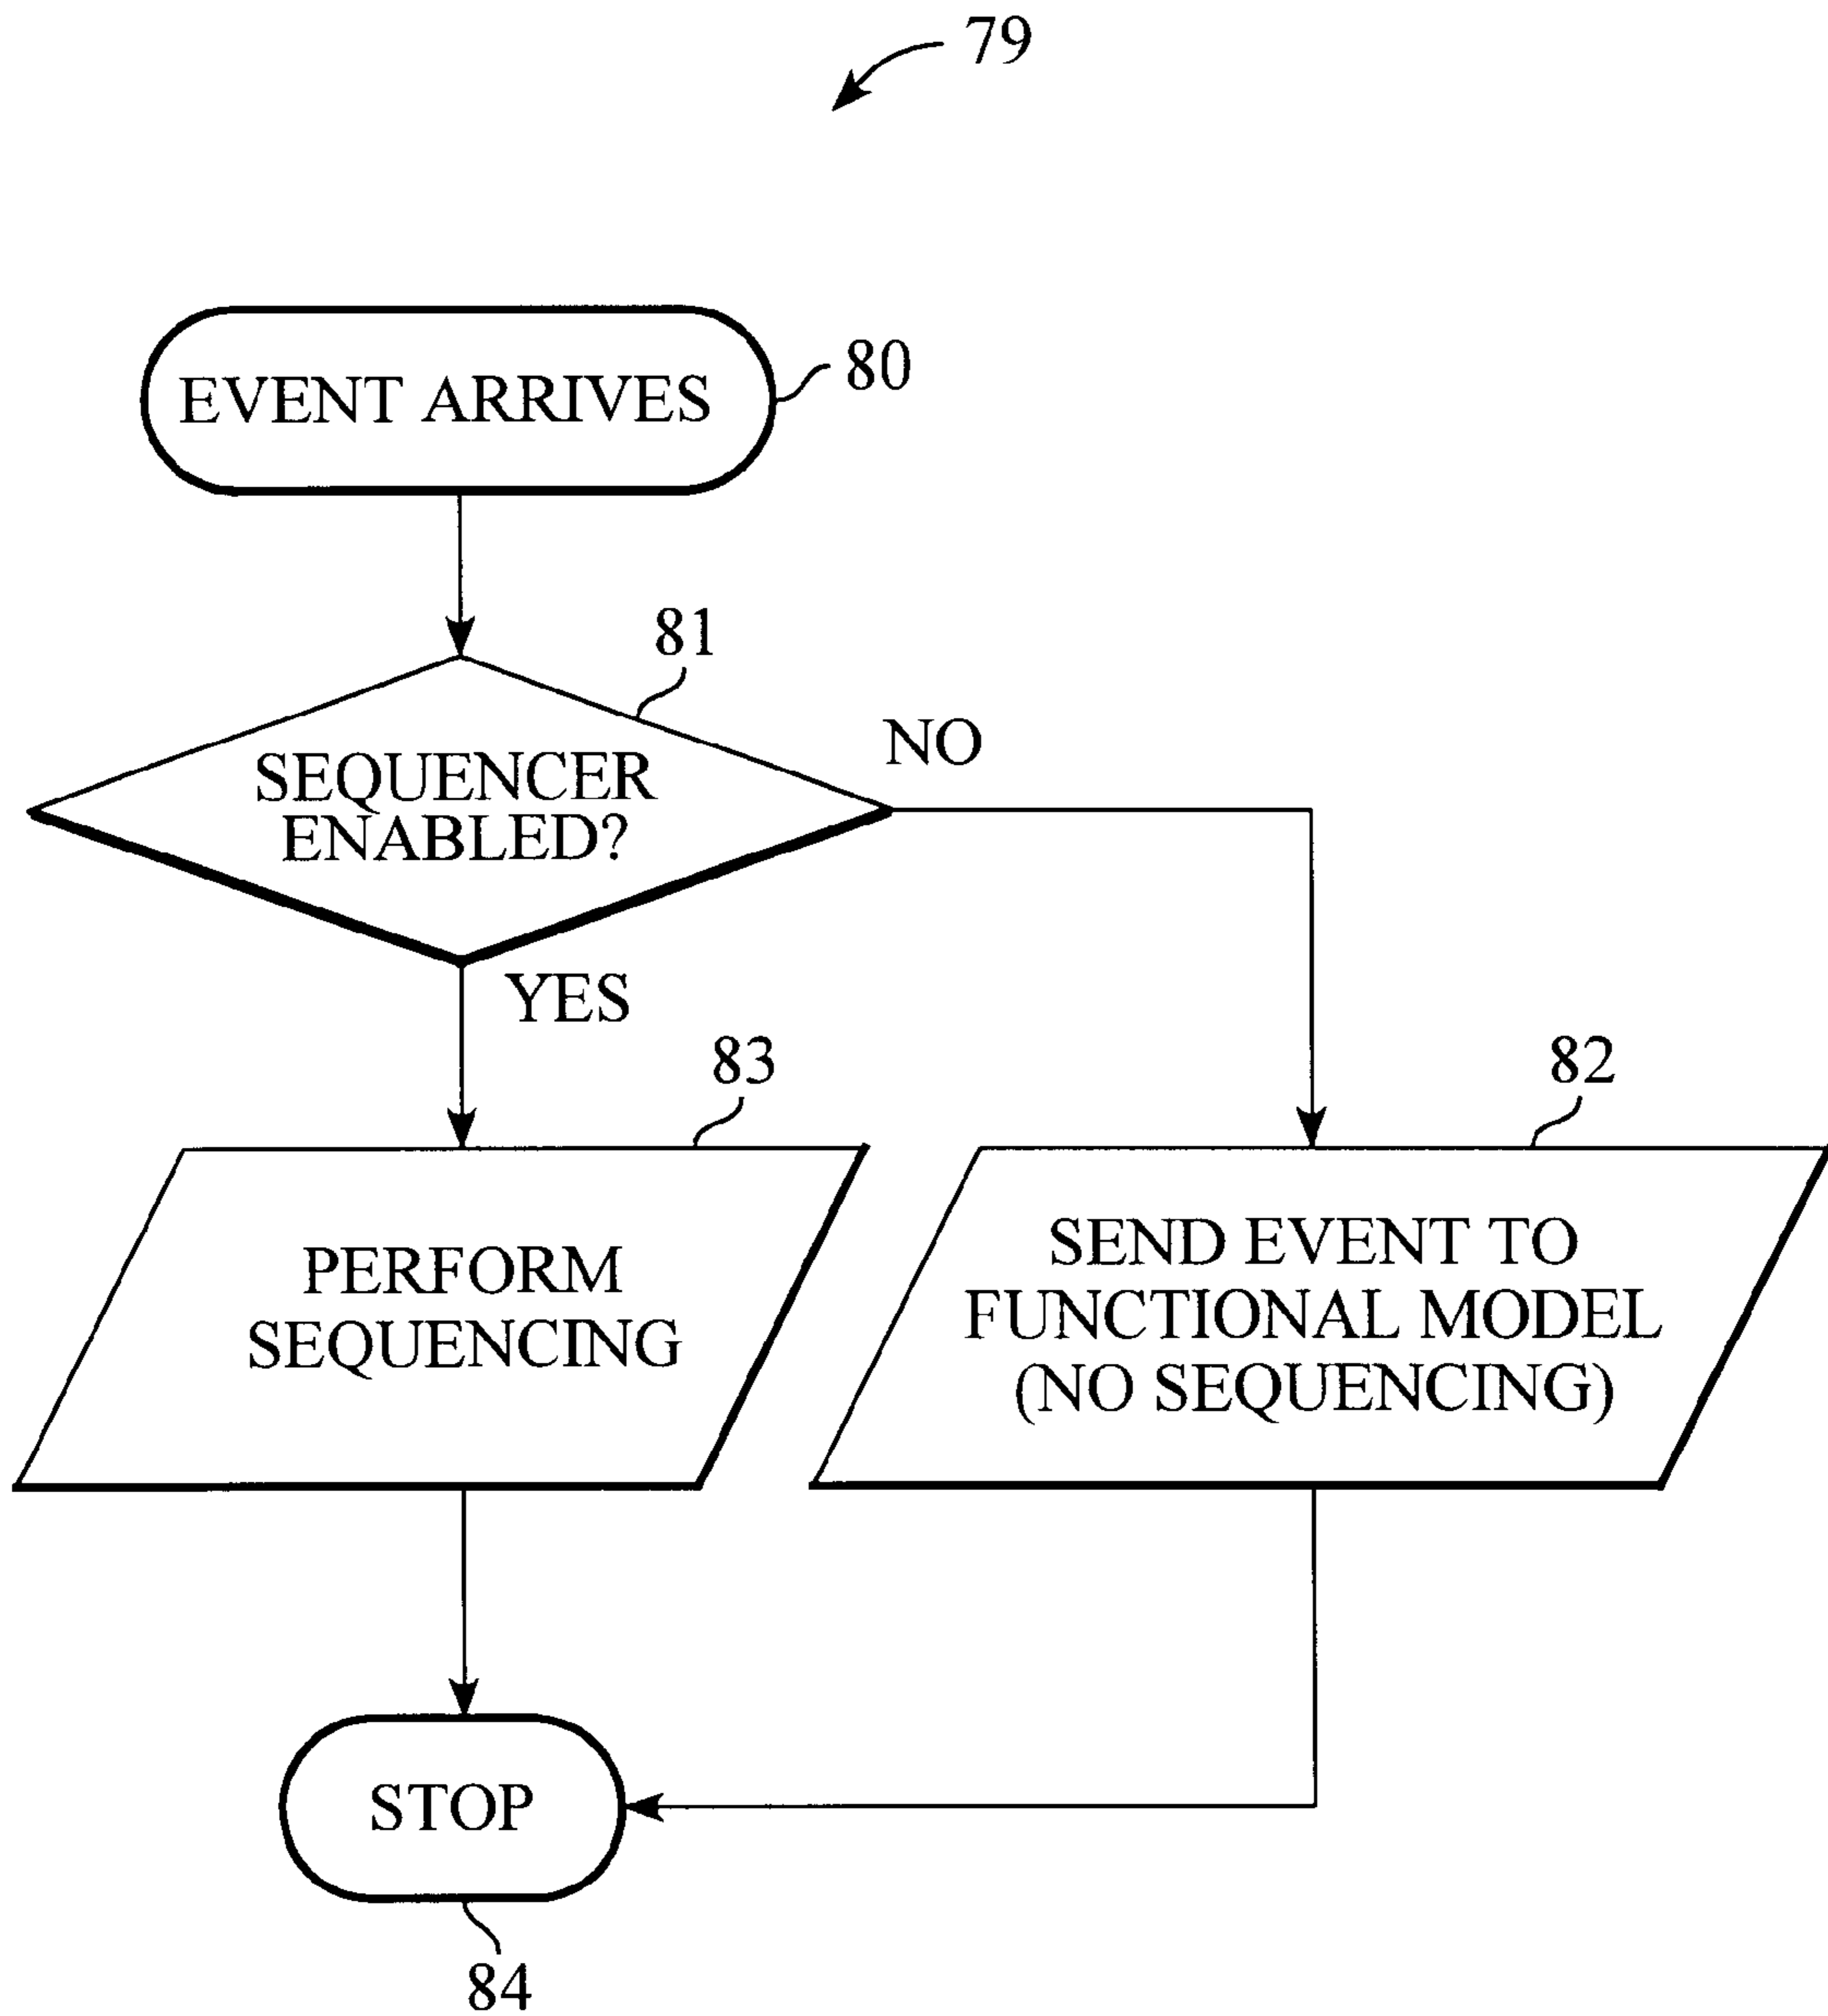 79
EVENT ARRIVES
80
81
SEQUENCER
ENABLED?
NO
YES
83
PERFORM
SEQUENCING
82
SEND EVENT TO
FUNCTIONAL MODEL
(NO SEQUENCING)
STOP
84